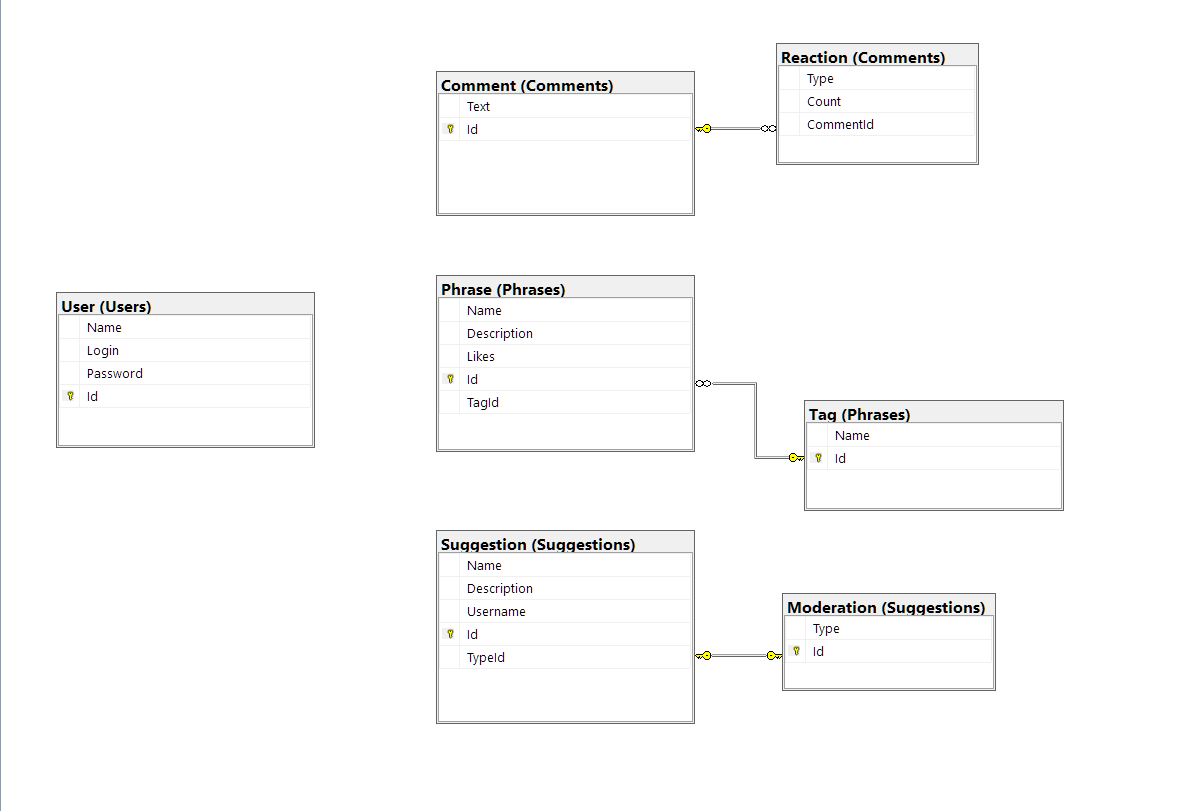 Reaction (Comments)
Type
Count
CommentId
Comment (Comments)
Text
Id
Phrase (Phrases)
Name
Description
Likes
Id
TagId
User (Users)
Name
Login
Password
Id
Tag (Phrases)
Name
Id
Suggestion (Suggestions)
Name
Description
Username
Id
TypeId
Moderation (Suggestions)
Type
Id